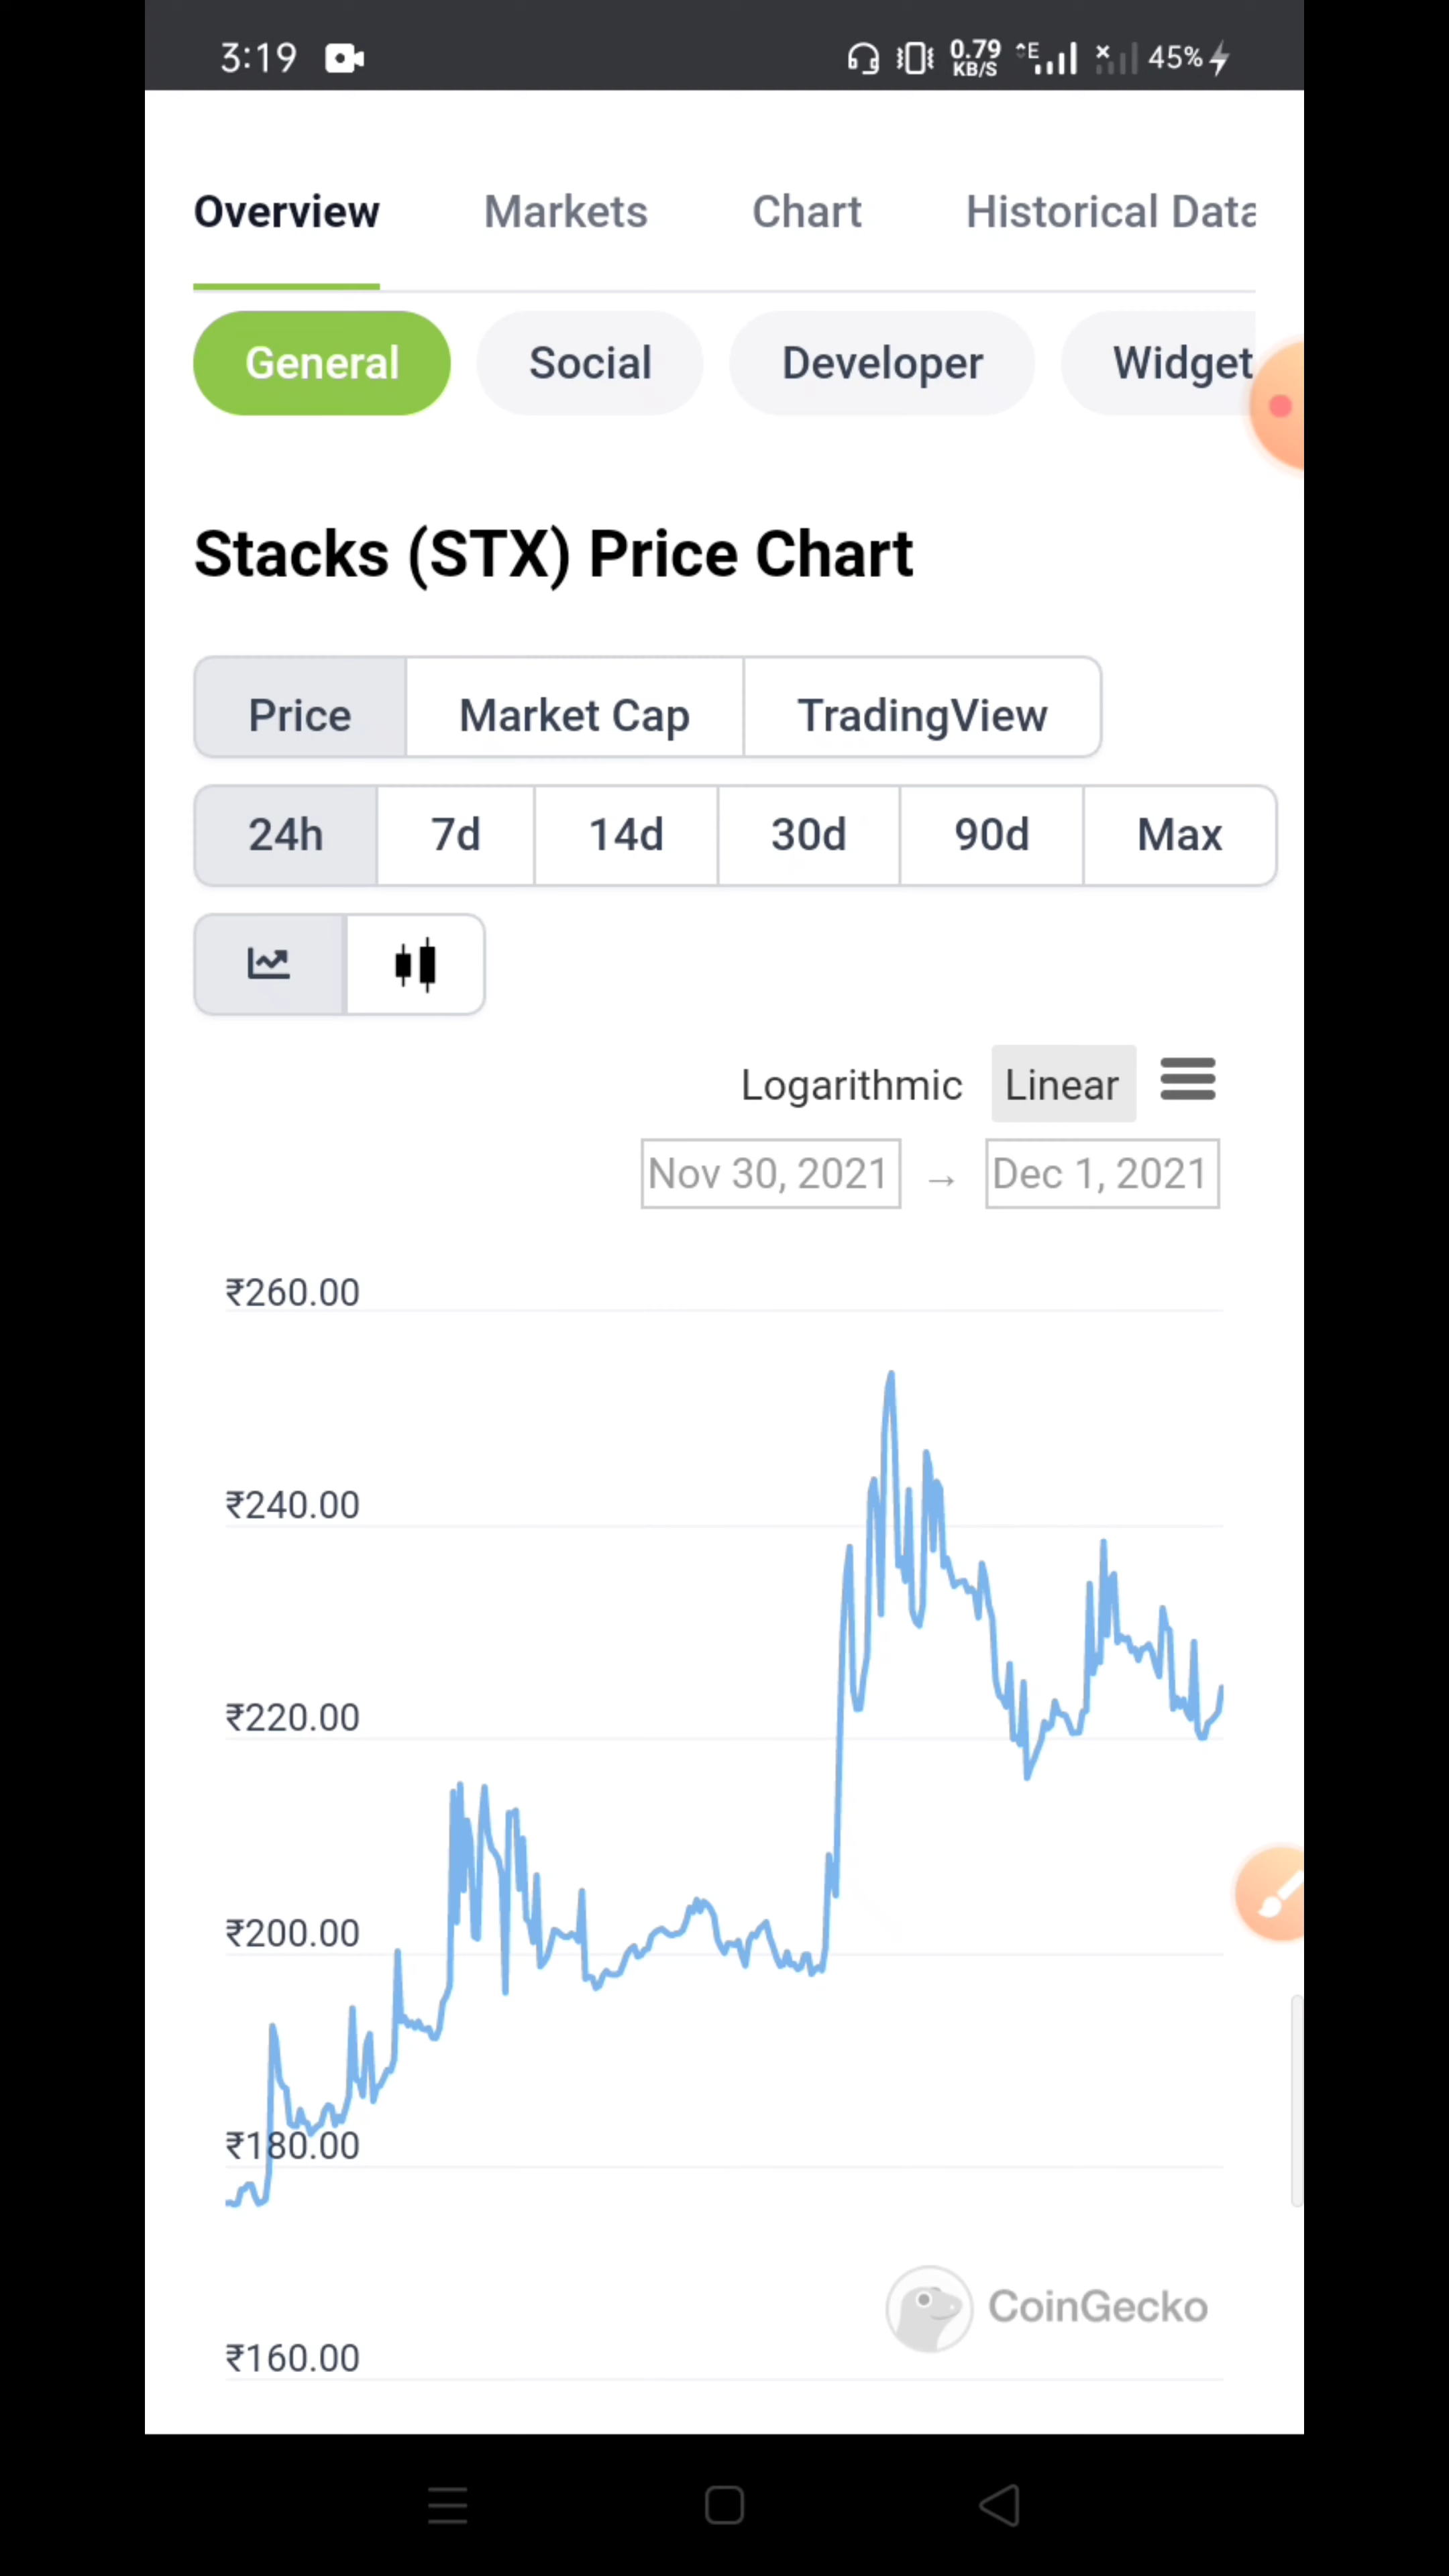 3:19 0.79 KB/S E 45%
Overview Markets Chart Historical Data
General Social Developer Widget
Stacks (STX) Price Chart
Price Market Cap TradingView
24h 7d 14d 30d 90d Max
Logarithmic Linear
Nov 30, 2021 → Dec 1, 2021
₹260.00
₹240.00
₹220.00
₹200.00
₹180.00
CoinGecko
₹160.00